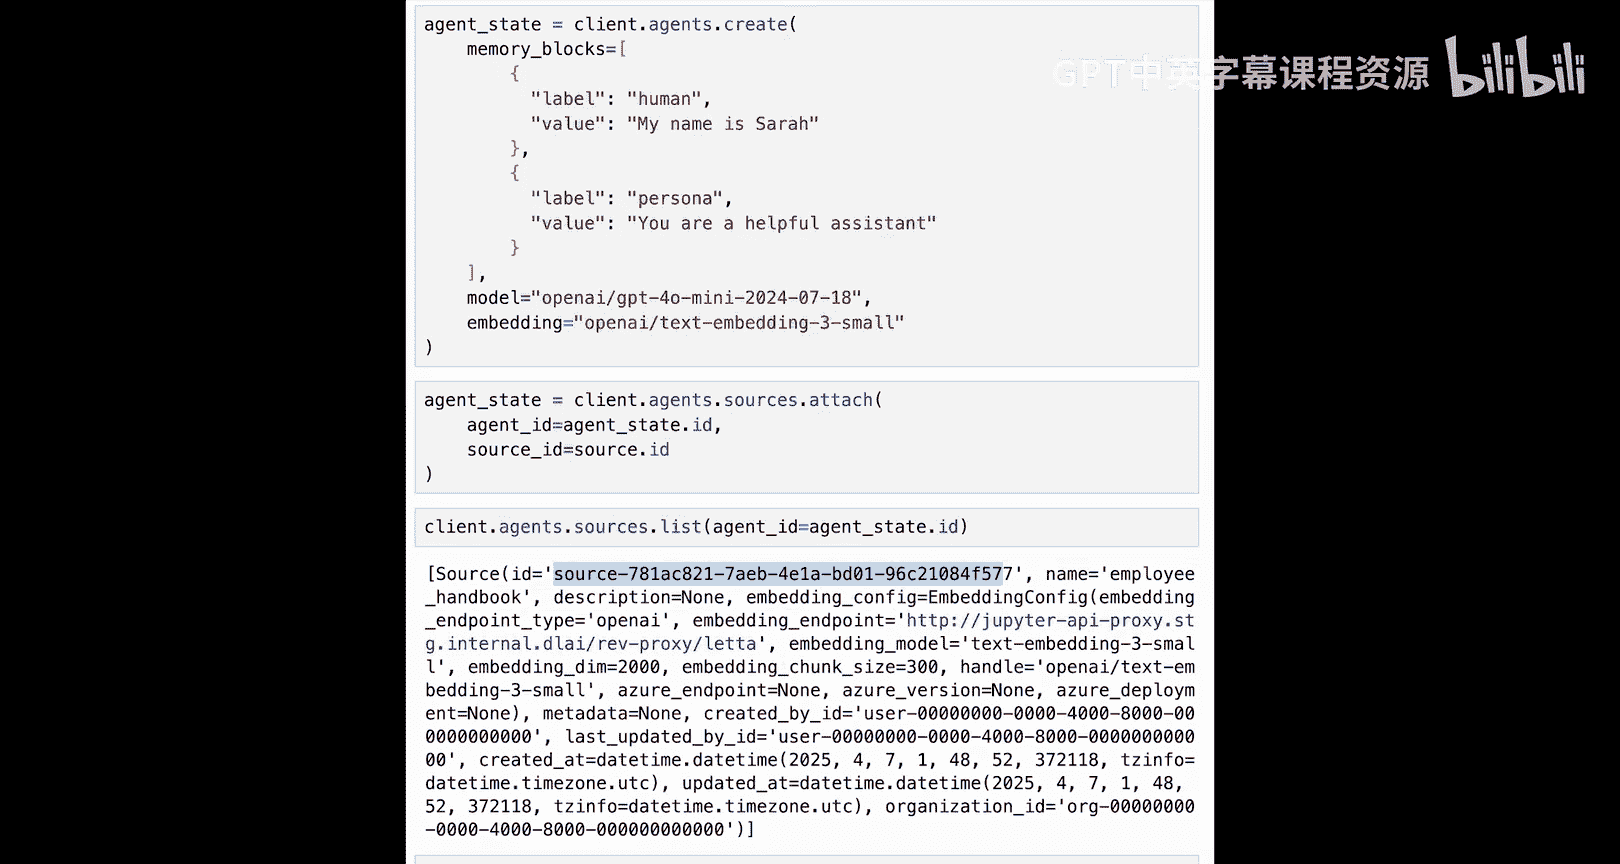 agent_state = client.agents.create(
    memory_blocks=[
        {
          "label": "human",
          "value": "My name is Sarah"
        },
        {
          "label": "persona",
          "value": "You are a helpful assistant"
        }
    ],
    model="openai/gpt-4o-mini-2024-07-18",
    embedding="openai/text-embedding-3-small"
)
GPT中英字幕课程资源 bilibili
agent_state = client.agents.sources.attach(
    agent_id=agent_state.id,
    source_id=source.id
)
client.agents.sources.list(agent_id=agent_state.id)
[Source(id='source-781ac821-7aeb-4e1a-bd01-96c21084f577', name='employee
_handbook', description=None, embedding_config=EmbeddingConfig(embedding
_endpoint_type='openai', embedding_endpoint='http://jupyter-api-proxy.st
g.internal.dlai/rev-proxy/letta', embedding_model='text-embedding-3-smal
l', embedding_dim=2000, embedding_chunk_size=300, handle='openai/text-em
bedding-3-small', azure_endpoint=None, azure_version=None, azure_deploym
ent=None), metadata=None, created_by_id='user-00000000-0000-4000-8000-00
0000000000', last_updated_by_id='user-00000000-0000-4000-8000-0000000000
00', created_at=datetime.datetime(2025, 4, 7, 1, 48, 52, 372118, tzinfo=
datetime.timezone.utc), updated_at=datetime.datetime(2025, 4, 7, 1, 48,
52, 372118, tzinfo=datetime.timezone.utc), organization_id='org-00000000
-0000-4000-8000-000000000000')]